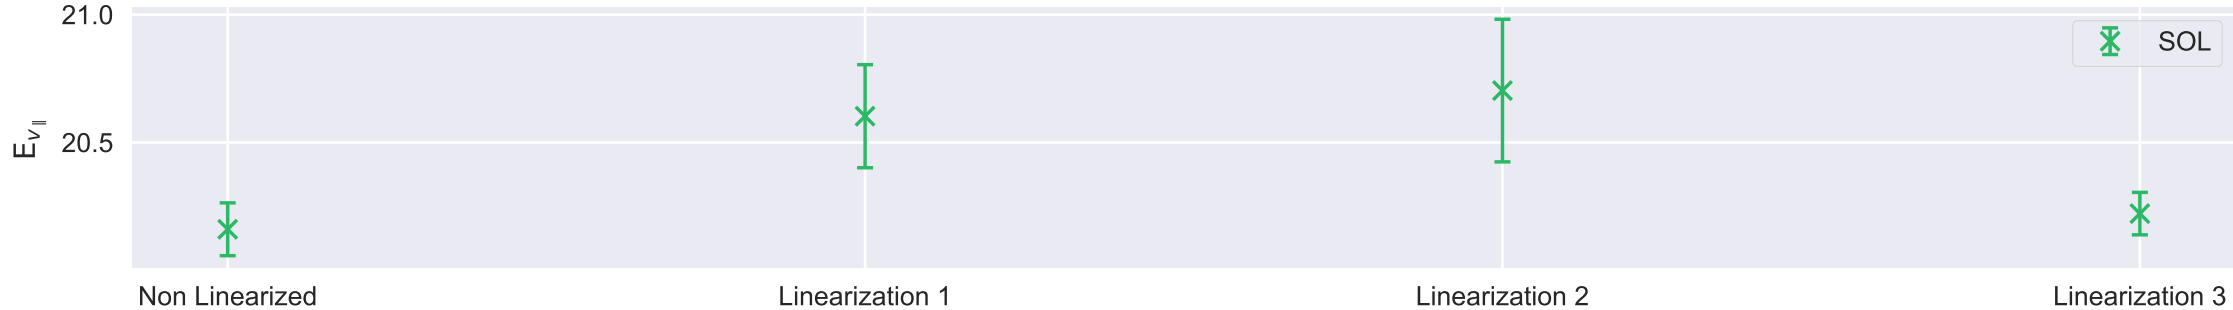 21.0
SOL
E_{v_∥}
20.5
Non Linearized
Linearization 1
Linearization 2
Linearization 3